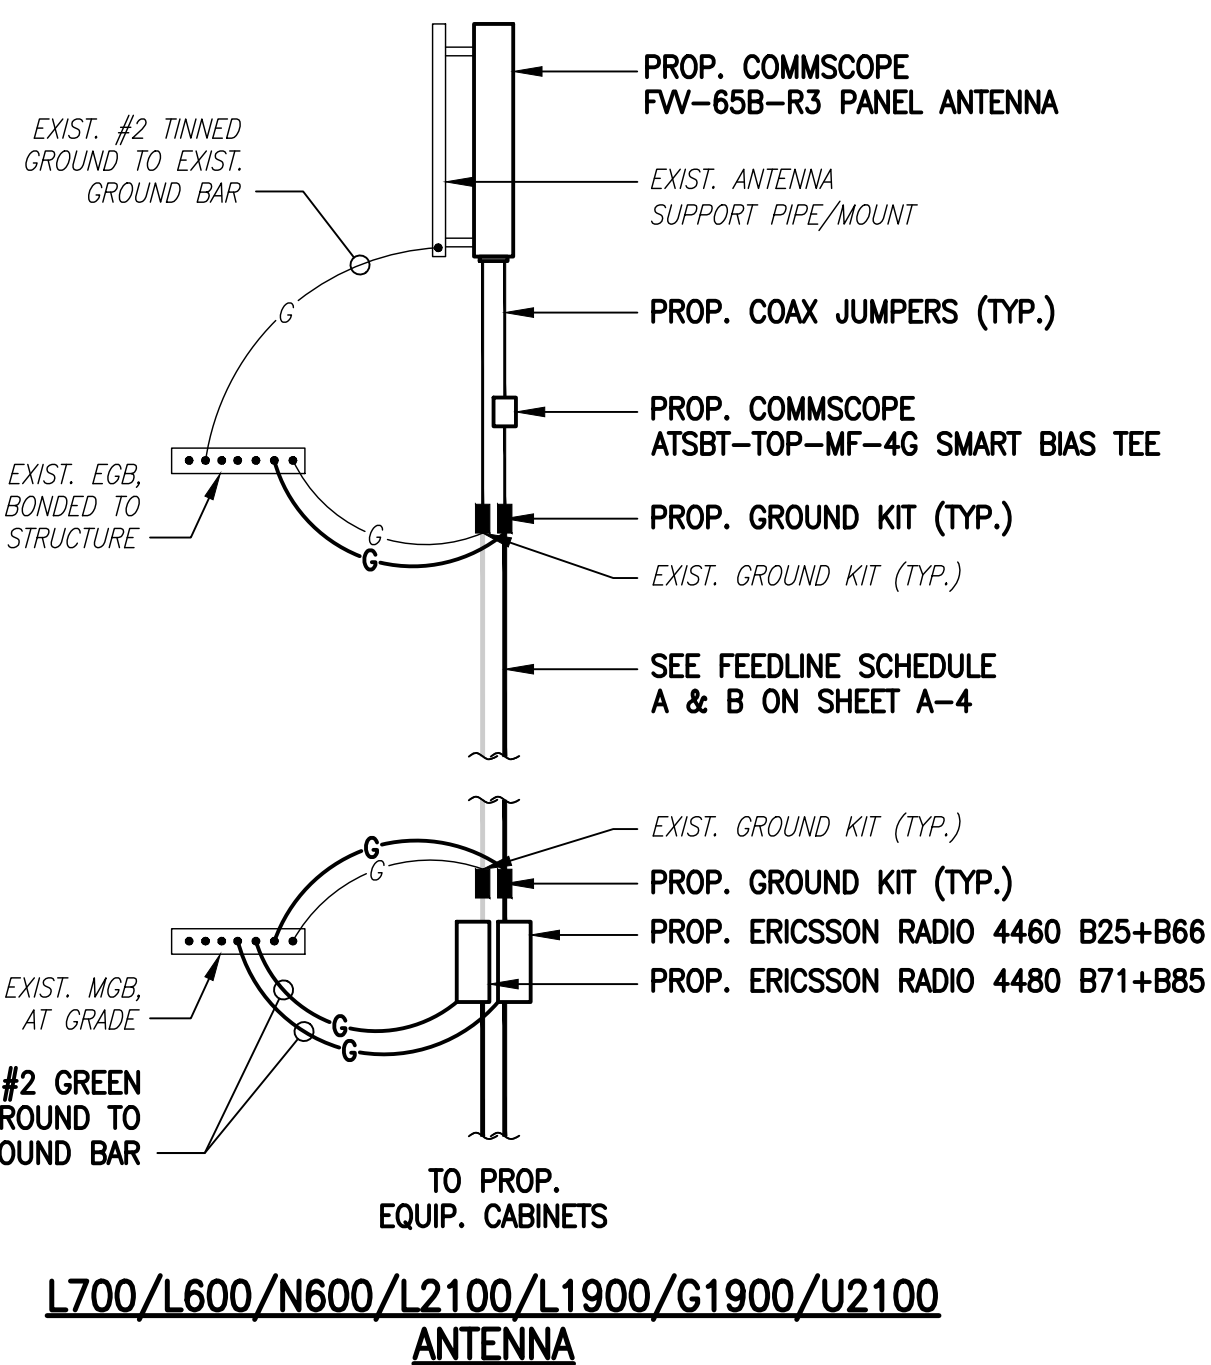 PROP. COMMSCOPE
FVV-65B-R3 PANEL ANTENNA
EXIST. #2 TINNED
GROUND TO EXIST.
GROUND BAR
EXIST. ANTENNA
SUPPORT PIPE/MOUNT
G
PROP. COAX JUMPERS (TYP.)
PROP. COMMSCOPE
ATSBT-TOP-MF-4G SMART BIAS TEE
EXIST. EGB,
BONDED TO
STRUCTURE
PROP. GROUND KIT (TYP.)
G
G
EXIST. GROUND KIT (TYP.)
SEE FEEDLINE SCHEDULE
A & B ON SHEET A-4
EXIST. GROUND KIT (TYP.)
G
G
PROP. GROUND KIT (TYP.)
PROP. ERICSSON RADIO 4460 B25+B66
PROP. ERICSSON RADIO 4480 B71+B85
EXIST. MGB,
AT GRADE
G
G
#2 GREEN
ROUND TO
OUND BAR
TO PROP.
EQUIP. CABINETS
L700/L600/N600/L2100/L1900/G1900/U2100
ANTENNA